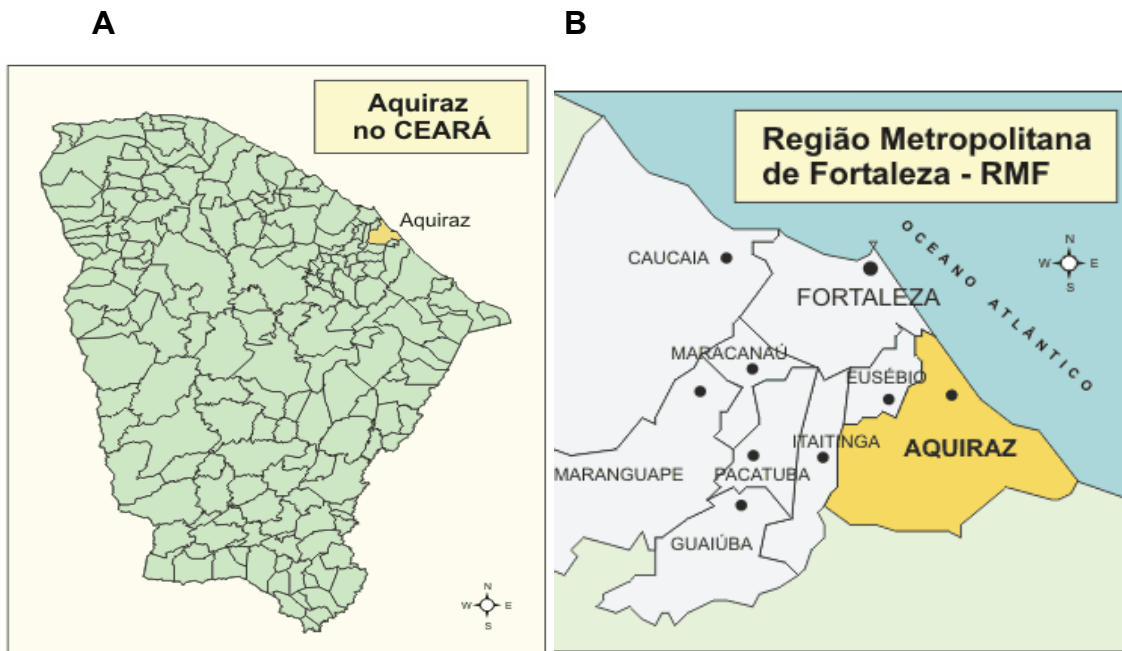 A
B
Aquiraz
no CEARÁ
Aquiraz
N
W E
S
Região Metropolitana
de Fortaleza - RMF
OCEANO ATLÂNTICO
N
W E
S
CAUCAIA
FORTALEZA
MARACANAÚ
EUSÉBIO
ITAITINGA
AQUIRAZ
MARANGUAPE
PACATUBA
GUAIÚBA